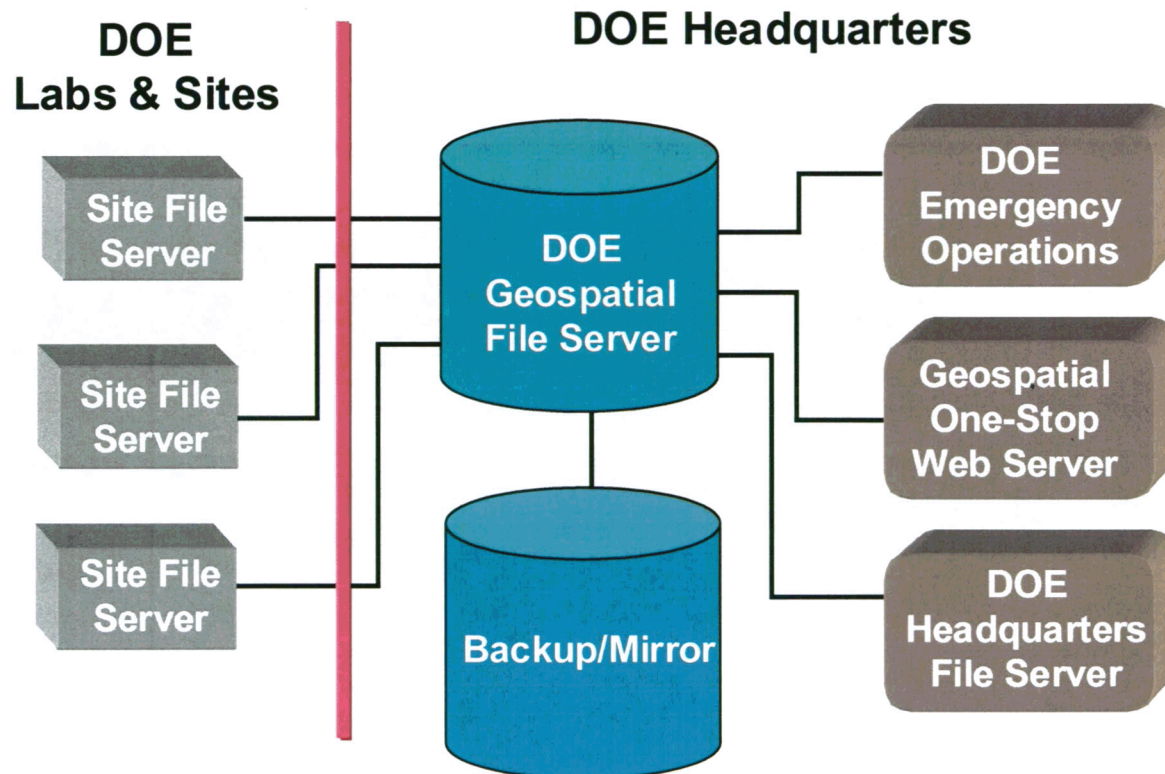 DOE
Labs & Sites
DOE Headquarters
Site File
Server
Site File
Server
Site File
Server
DOE
Geospatial
File Server
Backup/Mirror
DOE
Emergency
Operations
Geospatial
One-Stop
Web Server
DOE
Headquarters
File Server